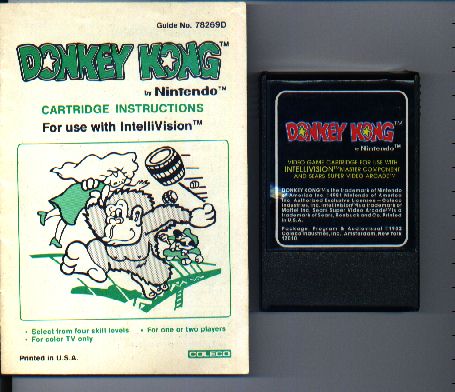 Guide No. 78269D
DONKEY KONG™
by Nintendo™
CARTRIDGE INSTRUCTIONS
For use with IntelliVision™
• Select from four skill levels
• For one or two players
• For color TV only
Printed in U.S.A.
COLECO
DONKEY KONG™
Nintendo™
VIDEO GAME CARTRIDGE FOR USE WITH
INTELLIVISION™ MASTER COMPONENT
AND SEARS SUPER VIDEO ARCADE™
DONKEY KONG™ is the trademark of Nintendo
of America Inc. ©1981 Nintendo of America
Inc. Authorized Exclusive Licensee - Coleco
Industries, Inc. Intellivision™ is a trademark of
Mattel Inc. Sears Super Video Arcade™ is a
trademark of Sears, Roebuck and Co. Printed
in U.S.A.
Package, Program & Audiovisual ©1982
Coleco Industries, Inc. Amsterdam, New York
12010